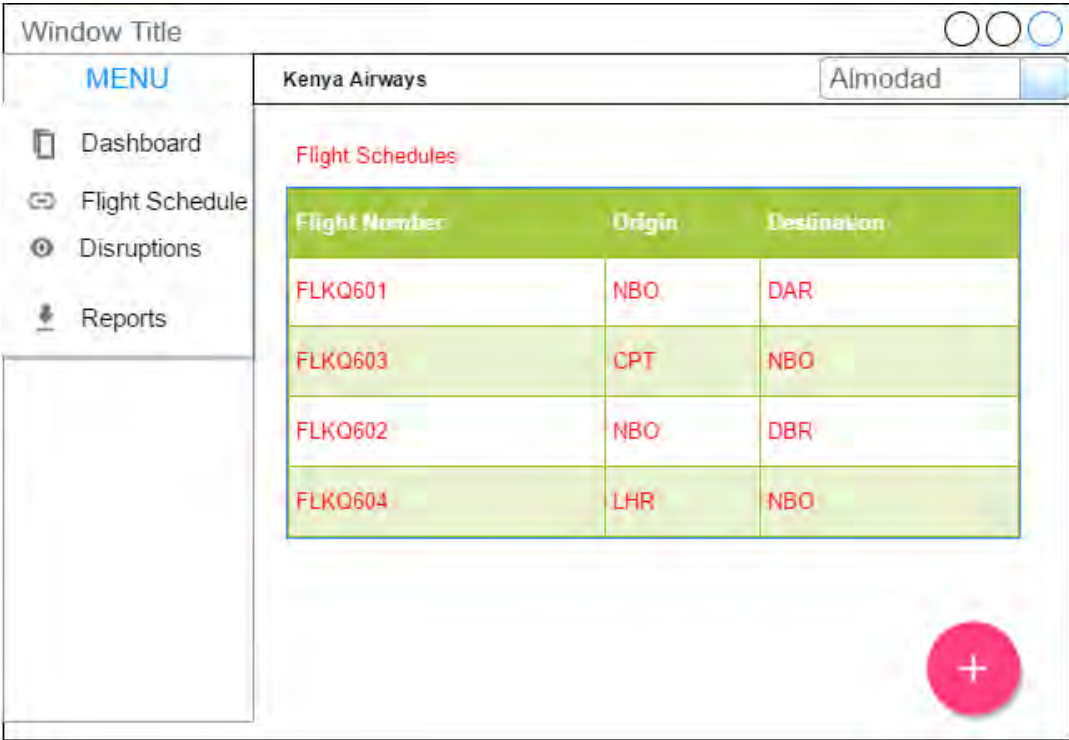 Window Title
MENU
Kenya Airways
Almodad
Dashboard
Flight Schedule
Disruptions
Reports
Flight Schedules
Flight Number Origin Destination
FLKQ601 NBO DAR
FLKQ603 CPT NBO
FLKQ602 NBO DBR
FLKQ604 LHR NBO
+